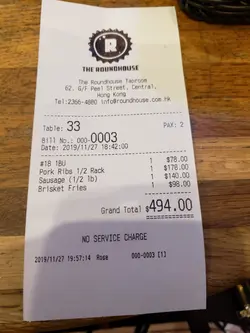 R
THE ROUNDHOUSE
The Roundhouse Taproom
62, G/F Peel Street, Central,
Hong Kong
Tel:2366-4880 info@roundhouse.com.hk
Table: 33 PAX: 2
Bill No.: 000-0003
Date: 2019/11/27 18:42:00
#18 1BU 1 $78.00
Pork Ribs 1/2 Rack 1 $178.00
Sausage (1/2 lb) 1 $140.00
Brisket Fries 1 $98.00
Grand Total $494.00
NO SERVICE CHARGE
2019/11/27 19:57:14 Rose 000-0003 [1]